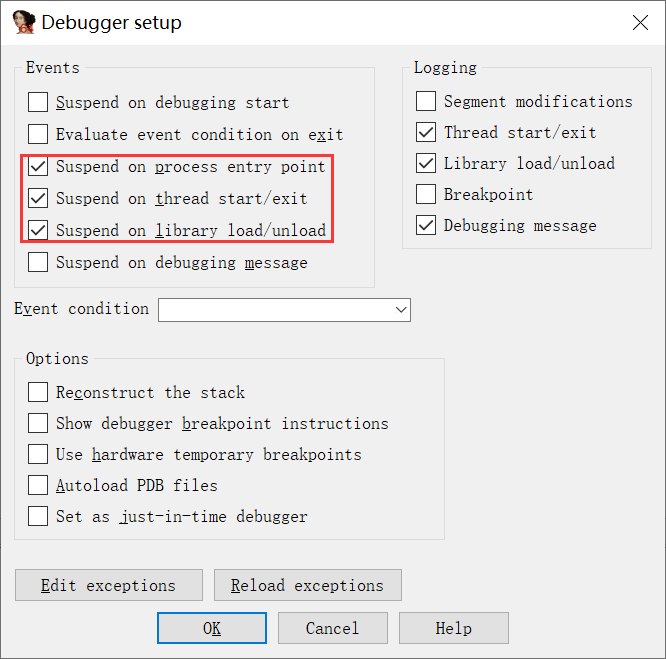 Debugger setup
Events
Suspend on debugging start
Evaluate event condition on exit
Suspend on process entry point
Suspend on thread start/exit
Suspend on library load/unload
Suspend on debugging message
Logging
Segment modifications
Thread start/exit
Library load/unload
Breakpoint
Debugging message
Event condition
Options
Reconstruct the stack
Show debugger breakpoint instructions
Use hardware temporary breakpoints
Autoload PDB files
Set as just-in-time debugger
Edit exceptions
Reload exceptions
OK
Cancel
Help